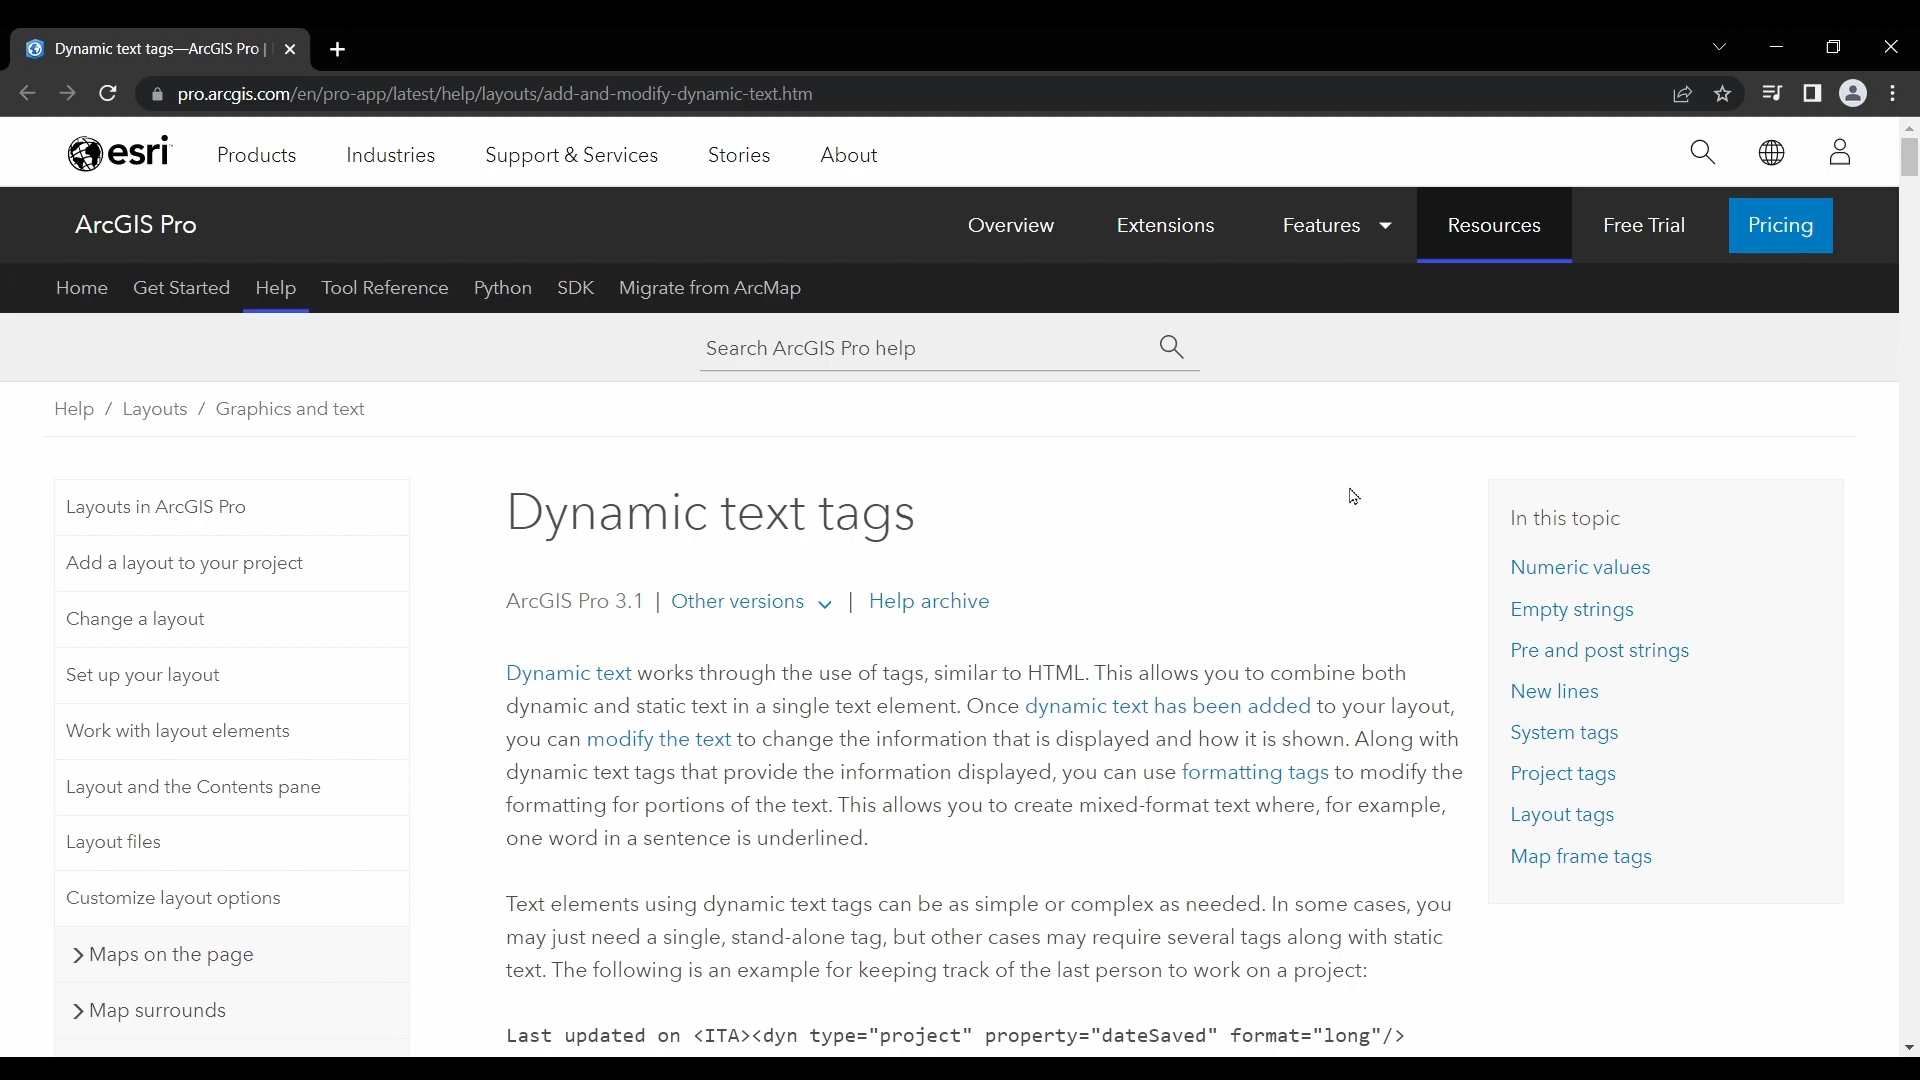 Dynamic text tags—ArcGIS Pro |
pro.arcgis.com/en/pro-app/latest/help/layouts/add-and-modify-dynamic-text.htm
esri
Products
Industries
Support & Services
Stories
About
ArcGIS Pro
Overview
Extensions
Features
Resources
Free Trial
Pricing
Home
Get Started
Help
Tool Reference
Python
SDK
Migrate from ArcMap
Search ArcGIS Pro help
Help / Layouts / Graphics and text
Layouts in ArcGIS Pro
Add a layout to your project
Change a layout
Set up your layout
Work with layout elements
Layout and the Contents pane
Layout files
Customize layout options
Maps on the page
Map surrounds
Dynamic text tags
ArcGIS Pro 3.1 | Other versions | Help archive
Dynamic text works through the use of tags, similar to HTML. This allows you to combine both
dynamic and static text in a single text element. Once dynamic text has been added to your layout,
you can modify the text to change the information that is displayed and how it is shown. Along with
dynamic text tags that provide the information displayed, you can use formatting tags to modify the
formatting for portions of the text. This allows you to create mixed-format text where, for example,
one word in a sentence is underlined.
Text elements using dynamic text tags can be as simple or complex as needed. In some cases, you
may just need a single, stand-alone tag, but other cases may require several tags along with static
text. The following is an example for keeping track of the last person to work on a project:
Last updated on <ITA><dyn type="project" property="dateSaved" format="long"/>
In this topic
Numeric values
Empty strings
Pre and post strings
New lines
System tags
Project tags
Layout tags
Map frame tags